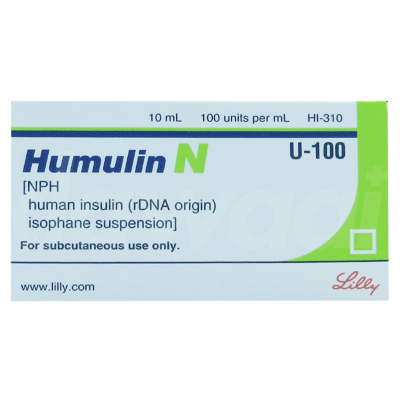 10 mL 100 units per mL HI-310
Humulin N U-100
[NPH
human insulin (rDNA origin)
isophane suspension]
For subcutaneous use only.
www.lilly.com Lilly